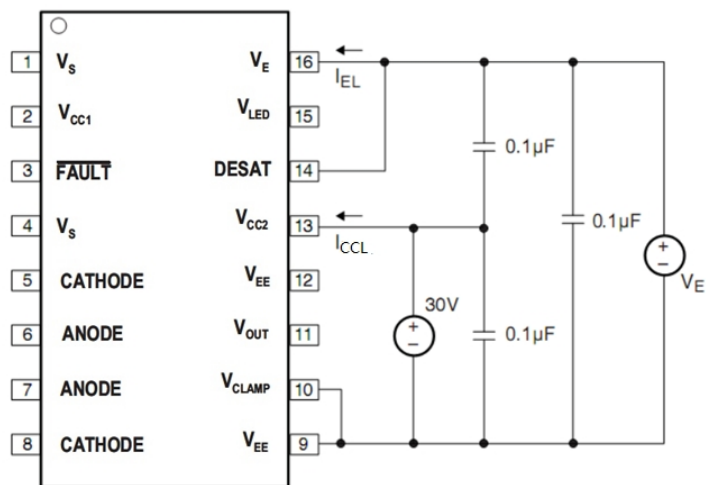 1 V_S V_E 16
I_EL
2 V_CC1 V_LED 15
0.1µF
3 FAULT DESAT 14
4 V_S V_CC2 13
0.1µF
I_CCL
5 CATHODE V_EE 12
V_E
30V
6 ANODE V_OUT 11
0.1µF
7 ANODE V_CLAMP 10
8 CATHODE V_EE 9